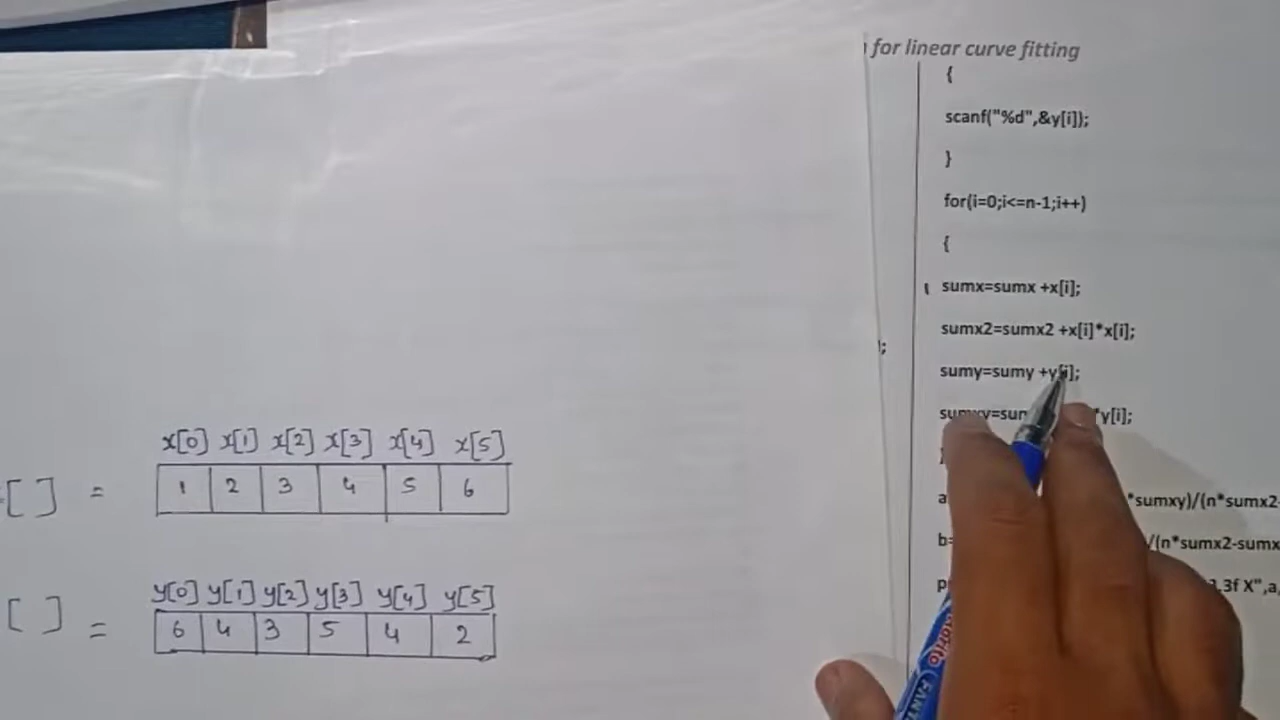 for linear curve fitting
{
scanf("%d",&y[i]);
}
for(i=0;i<=n-1;i++)
{
sumx=sumx +x[i];
sumx2=sumx2 +x[i]*x[i];
;
sumy=sumy +y[i];
y[i];
*sumxy)/(n*sumx2-
b= /(n*sumx2-sumx
.3f X",a,
x[0] x[1] x[2] x[3] x[4] x[5]
[ ] = 1 2 3 4 5 6
y[0] y[1] y[2] y[3] y[4] y[5]
[ ] = 6 4 3 5 4 2